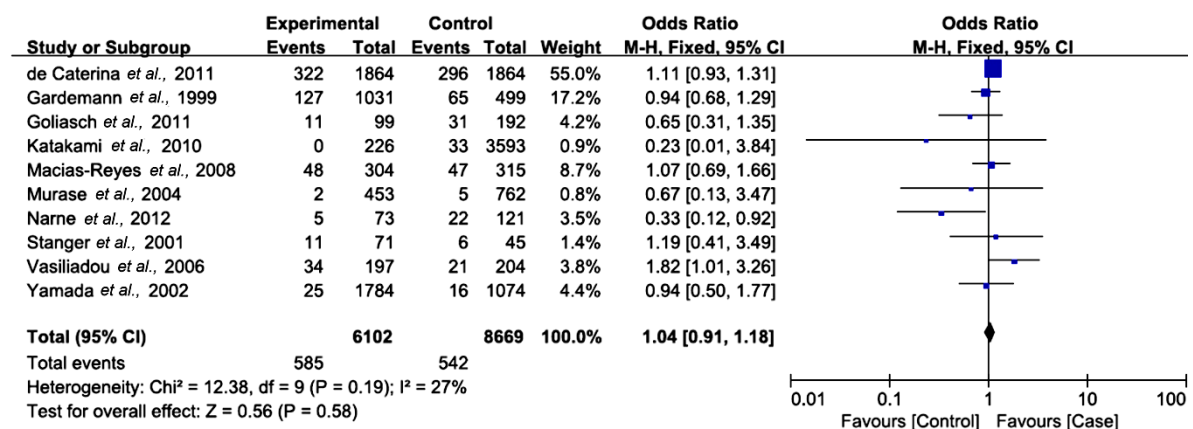 Experimental Control Odds Ratio Odds Ratio
Study or Subgroup Events Total Events Total Weight M-H, Fixed, 95% CI M-H, Fixed, 95% CI
de Caterina et al., 2011 322 1864 296 1864 55.0% 1.11 [0.93, 1.31]
Gardemann et al., 1999 127 1031 65 499 17.2% 0.94 [0.68, 1.29]
Goliasch et al., 2011 11 99 31 192 4.2% 0.65 [0.31, 1.35]
Katakami et al., 2010 0 226 33 3593 0.9% 0.23 [0.01, 3.84]
Macias-Reyes et al., 2008 48 304 47 315 8.7% 1.07 [0.69, 1.66]
Murase et al., 2004 2 453 5 762 0.8% 0.67 [0.13, 3.47]
Narne et al., 2012 5 73 22 121 3.5% 0.33 [0.12, 0.92]
Stanger et al., 2001 11 71 6 45 1.4% 1.19 [0.41, 3.49]
Vasiliadou et al., 2006 34 197 21 204 3.8% 1.82 [1.01, 3.26]
Yamada et al., 2002 25 1784 16 1074 4.4% 0.94 [0.50, 1.77]
Total (95% CI) 6102 8669 100.0% 1.04 [0.91, 1.18]
Total events 585 542
Heterogeneity: Chi² = 12.38, df = 9 (P = 0.19); I² = 27%
Test for overall effect: Z = 0.56 (P = 0.58)
0.01 0.1 1 10 100
Favours [Control] Favours [Case]